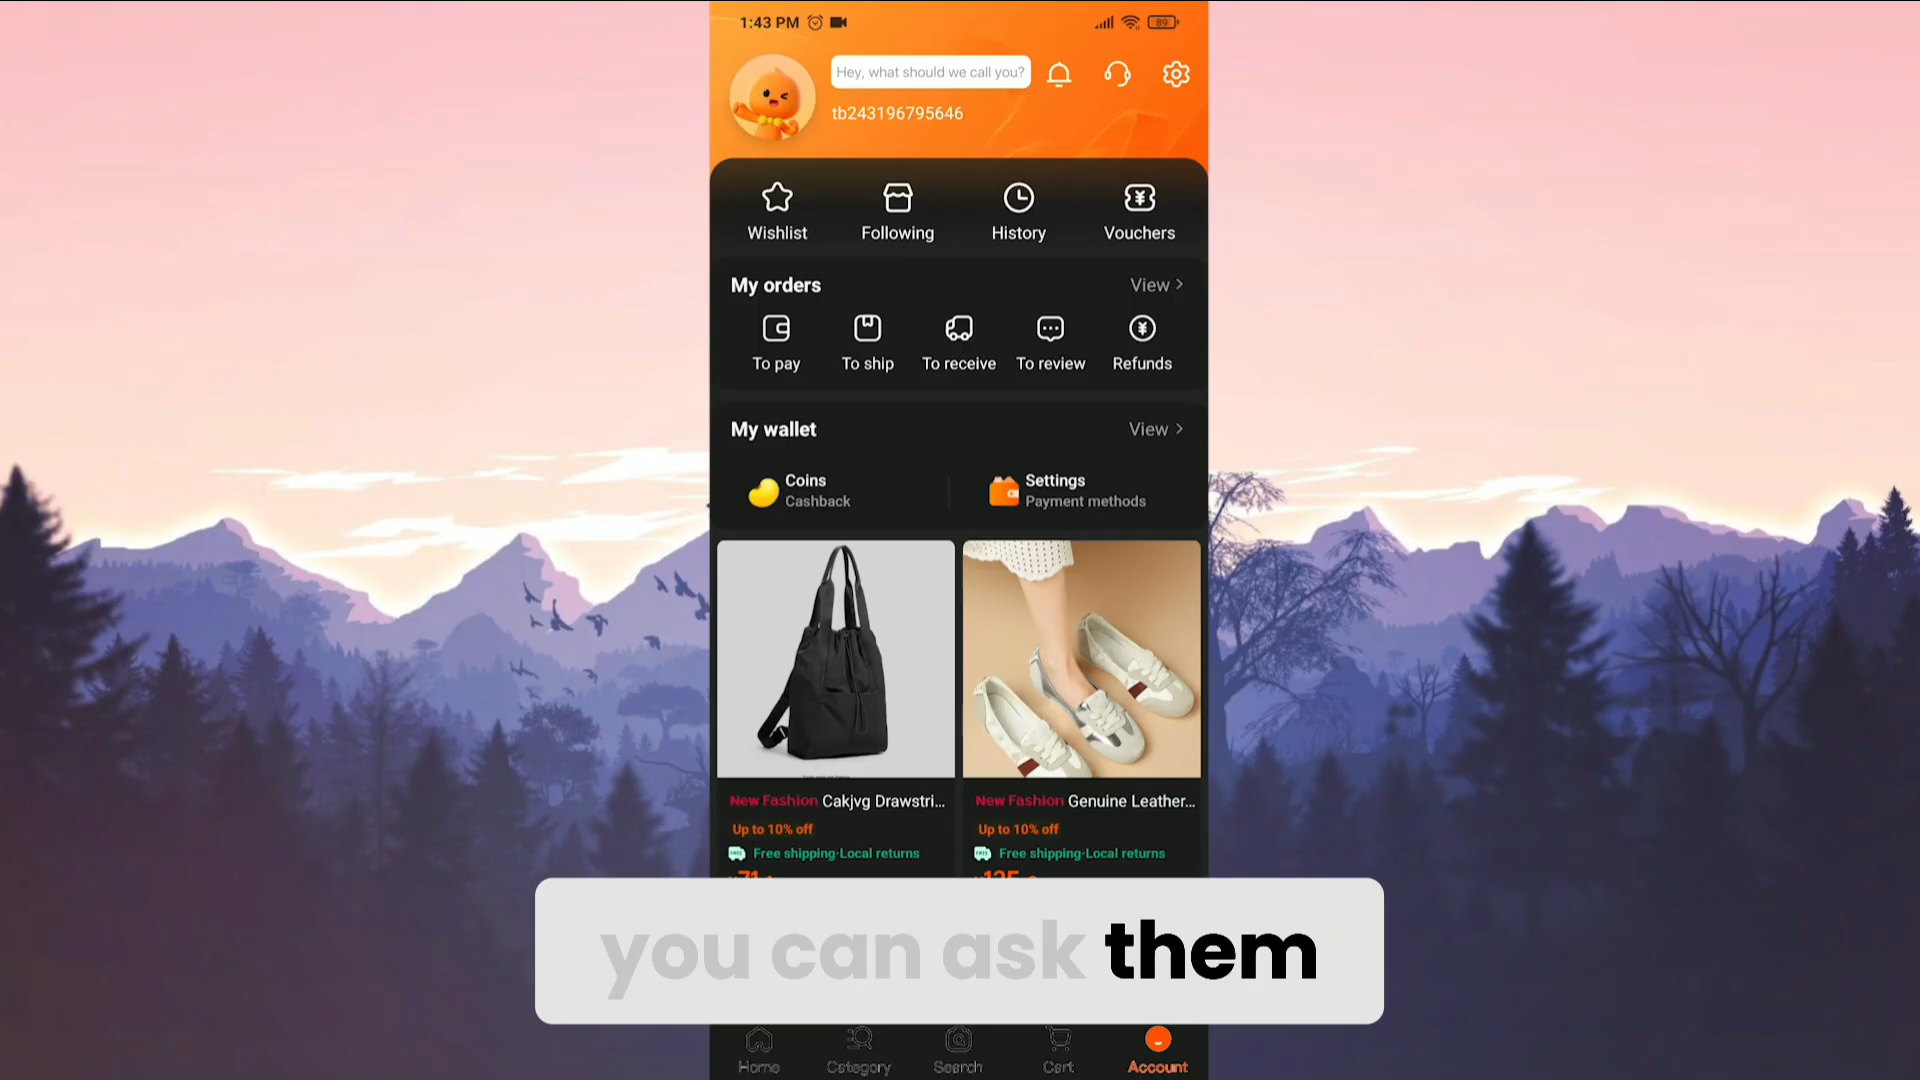 1:43 PM
89
Hey, what should we call you?
tb243196795646
Wishlist Following History Vouchers
My orders View >
To pay To ship To receive To review Refunds
My wallet View >
Coins
Cashback
Settings
Payment methods
New Fashion Cakjvg Drawstri...
Up to 10% off
FREE Free shipping·Local returns
New Fashion Genuine Leather...
Up to 10% off
FREE Free shipping·Local returns
you can ask them
Home Category Search Cart Account